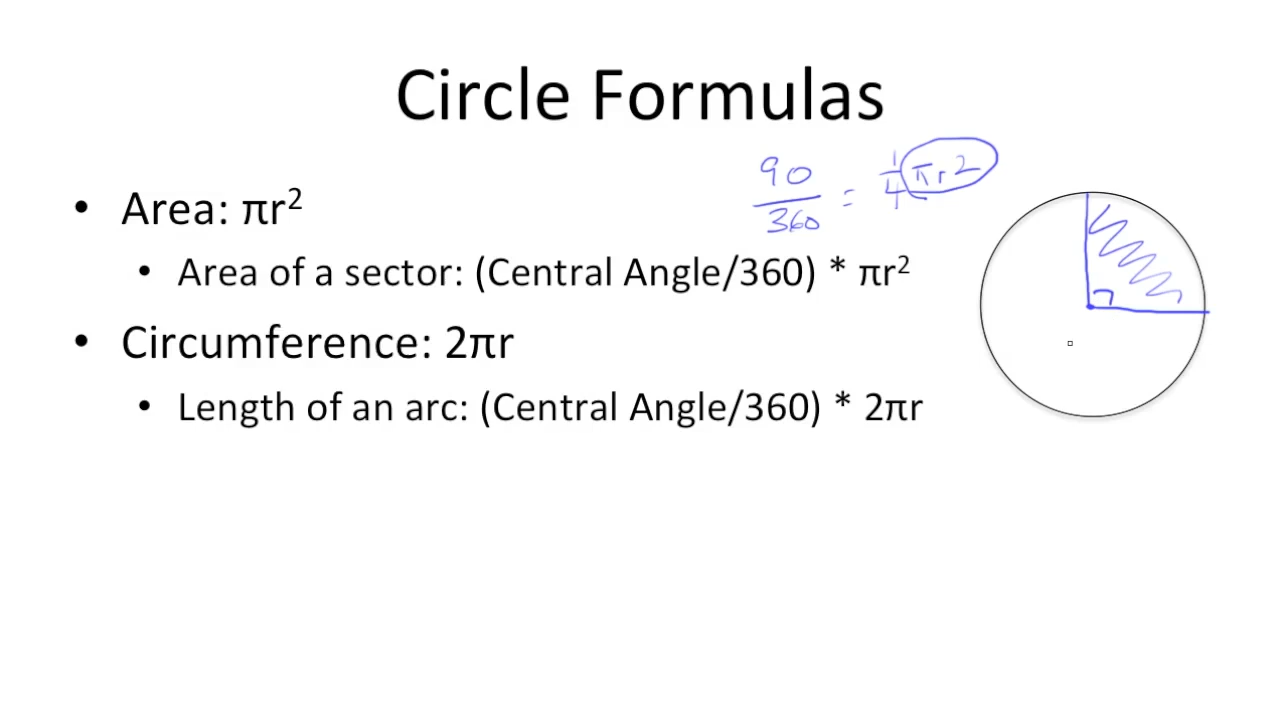 Circle Formulas
90/360 = 1/4 πr2
• Area: πr²
• Area of a sector: (Central Angle/360) * πr²
• Circumference: 2πr
• Length of an arc: (Central Angle/360) * 2πr